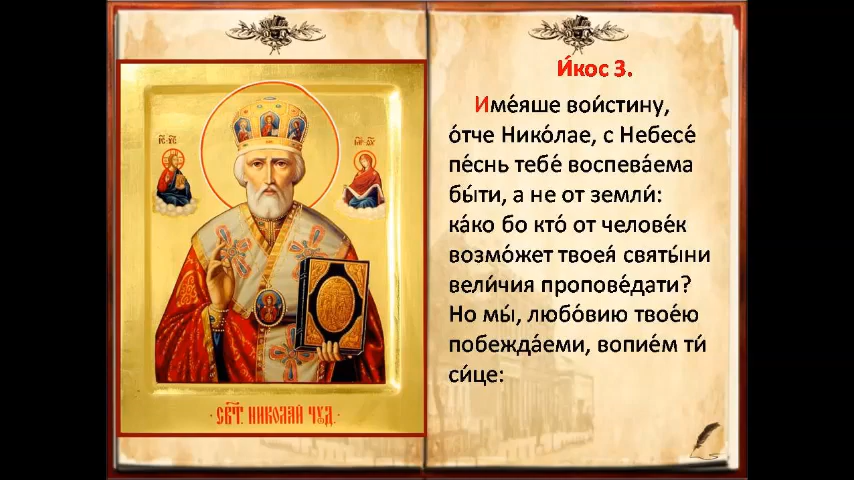 І҃С Х҃С
М҃Р Ѳ҃У
СВТ҃. НИКОЛАЙ ЧУД.
И́кос 3.
Име́яше вои́стину,
о́тче Нико́лае, с Небесе́
пе́снь тебе́ воспева́ема
бы́ти, а не от земли́:
ка́ко бо кто́ от челове́к
возмо́жет твоея́ святы́ни
вели́чия пропове́дати?
Но мы́, любо́вию твое́ю
побежда́еми, вопие́м ти́
си́це: